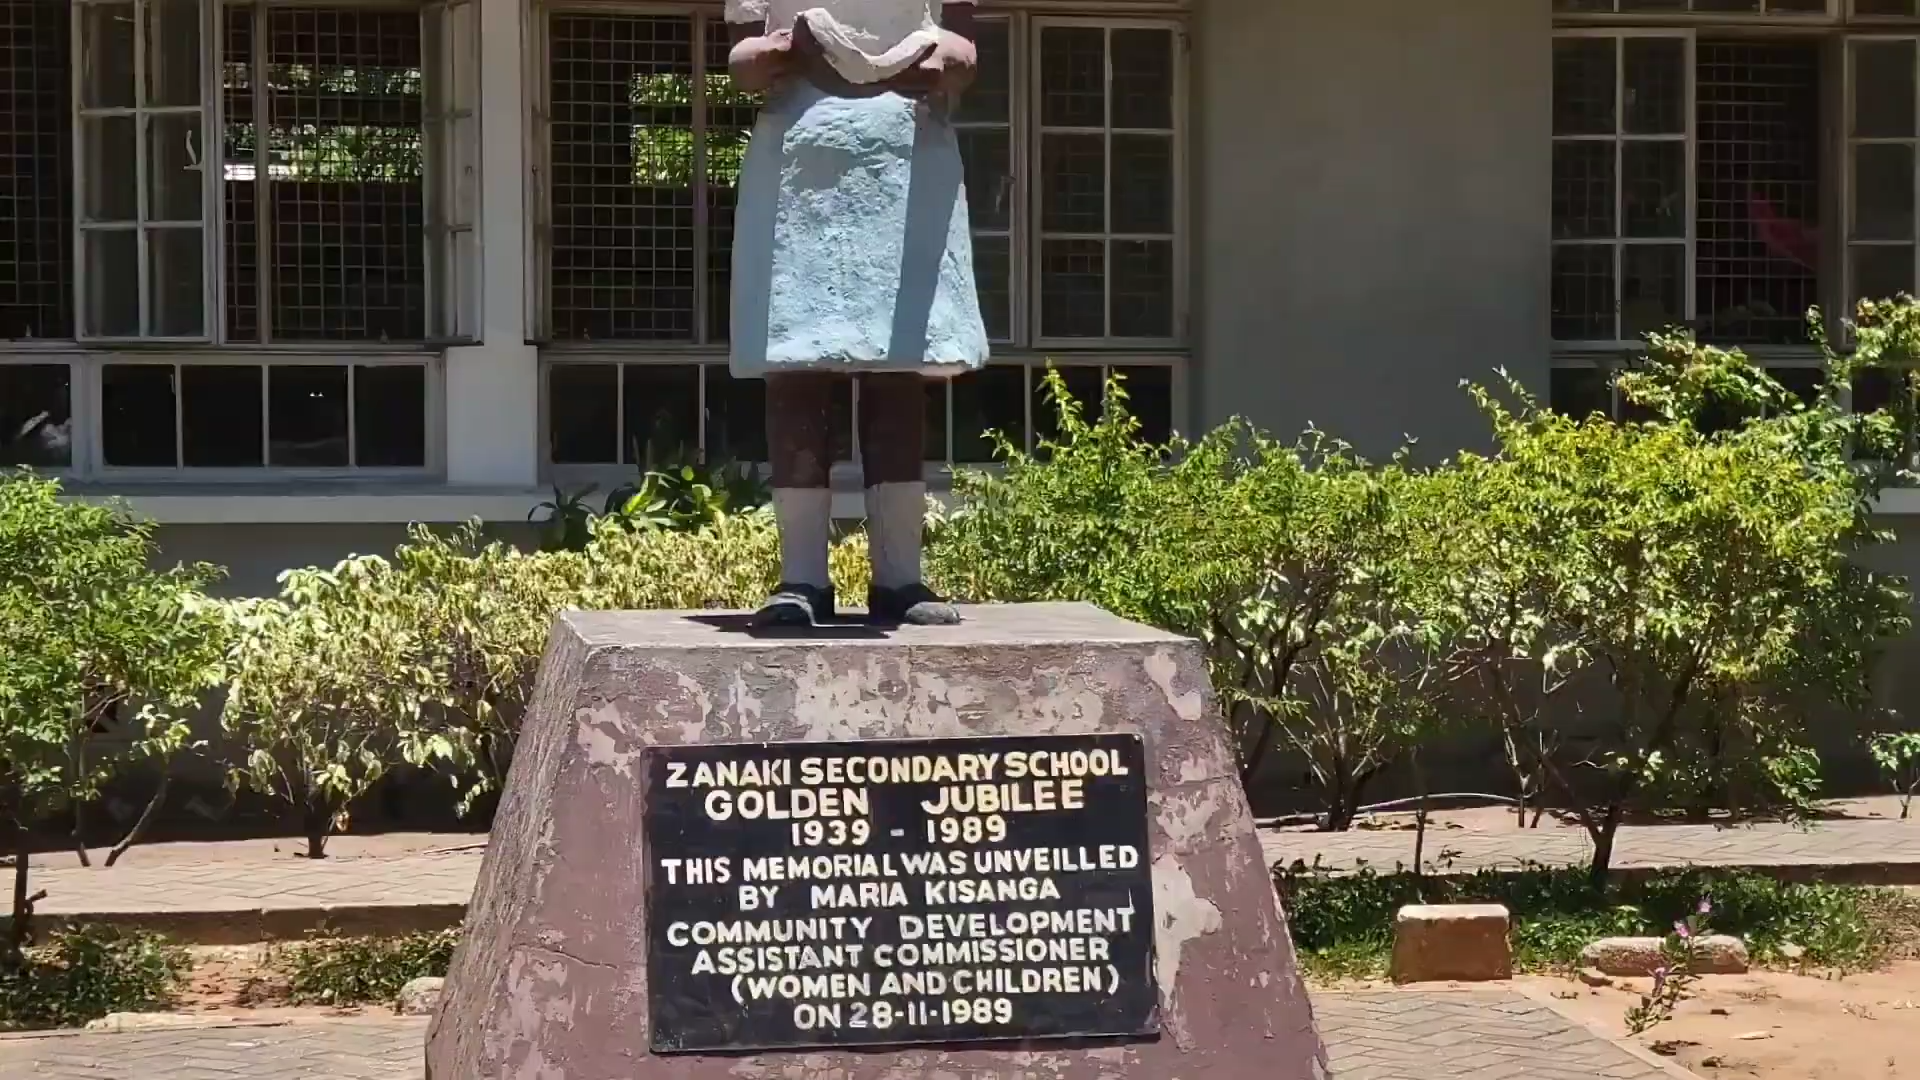 ZANAKI SECONDARY SCHOOL
GOLDEN JUBILEE
1939 - 1989
THIS MEMORIAL WAS UNVEILLED
BY MARIA KISANGA
COMMUNITY DEVELOPMENT
ASSISTANT COMMISSIONER
(WOMEN AND CHILDREN)
ON 28-11-1989